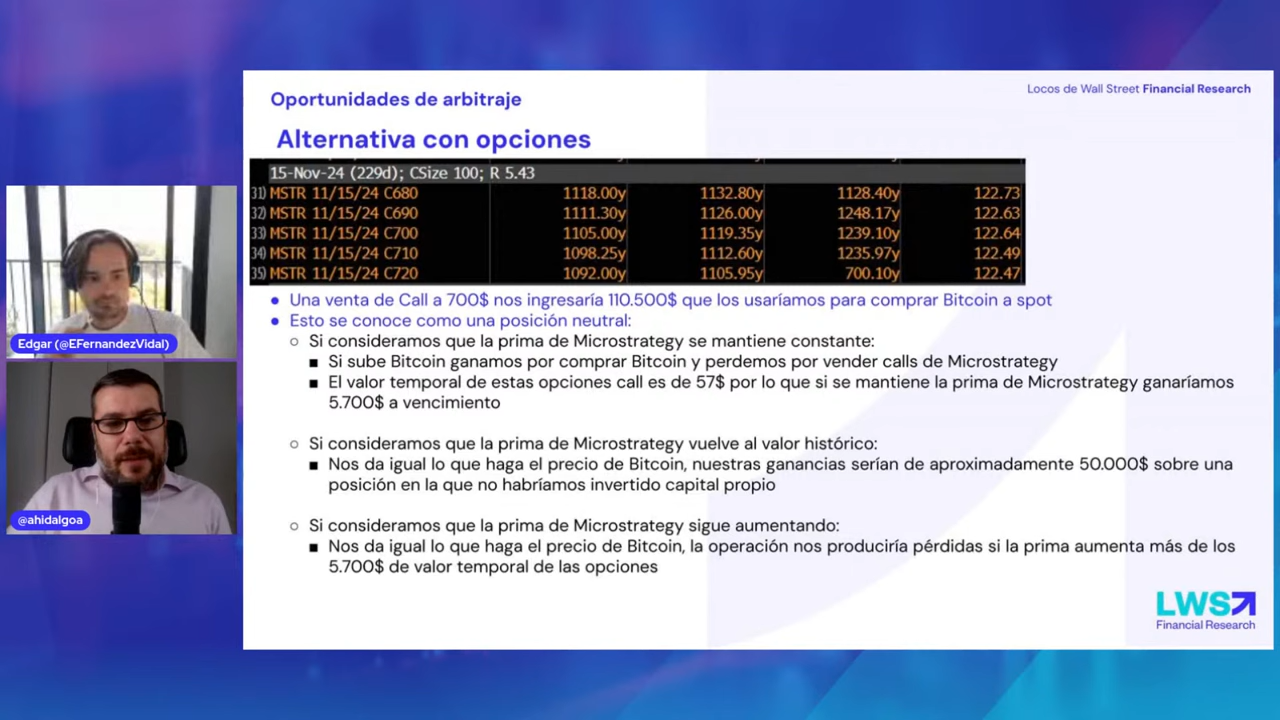 Oportunidades de arbitraje
Locos de Wall Street Financial Research
Alternativa con opciones
15-Nov-24 (229d); CSize 100; R 5.43
31) MSTR 11/15/24 C680 1118.00y 1132.80y 1128.40y 122.73
32) MSTR 11/15/24 C690 1111.30y 1126.00y 1248.17y 122.63
33) MSTR 11/15/24 C700 1105.00y 1119.35y 1239.10y 122.64
34) MSTR 11/15/24 C710 1098.25y 1112.60y 1235.97y 122.49
35) MSTR 11/15/24 C720 1092.00y 1105.95y 700.10y 122.47
● Una venta de Call a 700$ nos ingresaría 110.500$ que los usaríamos para comprar Bitcoin a spot
● Esto se conoce como una posición neutral:
○ Si consideramos que la prima de Microstrategy se mantiene constante:
■ Si sube Bitcoin ganamos por comprar Bitcoin y perdemos por vender calls de Microstrategy
■ El valor temporal de estas opciones call es de 57$ por lo que si se mantiene la prima de Microstrategy ganaríamos
5.700$ a vencimiento
○ Si consideramos que la prima de Microstrategy vuelve al valor histórico:
■ Nos da igual lo que haga el precio de Bitcoin, nuestras ganancias serían de aproximadamente 50.000$ sobre una
posición en la que no habríamos invertido capital propio
○ Si consideramos que la prima de Microstrategy sigue aumentando:
■ Nos da igual lo que haga el precio de Bitcoin, la operación nos produciría pérdidas si la prima aumenta más de los
5.700$ de valor temporal de las opciones
Edgar (@EFernandezVidal)
@ahidalgoa
LWS
Financial Research